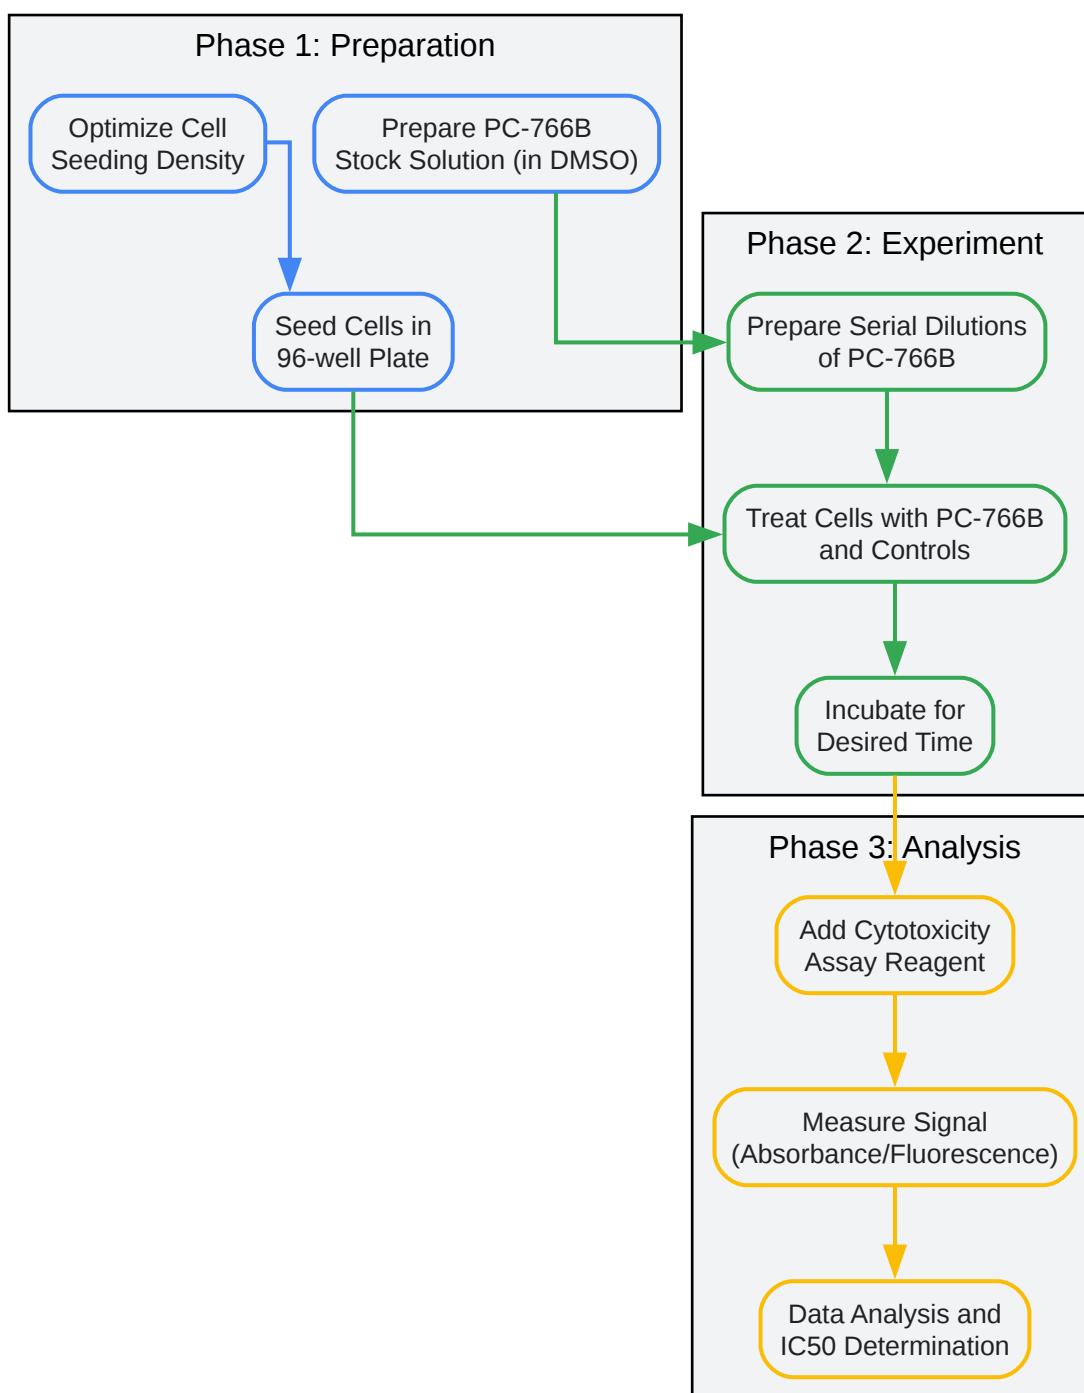 Phase 1: Preparation
Optimize Cell
Seeding Density
Prepare PC-766B
Stock Solution (in DMSO)
Seed Cells in
96-well Plate
Phase 2: Experiment
Prepare Serial Dilutions
of PC-766B
Treat Cells with PC-766B
and Controls
Incubate for
Desired Time
Phase 3: Analysis
Add Cytotoxicity
Assay Reagent
Measure Signal
(Absorbance/Fluorescence)
Data Analysis and
IC50 Determination